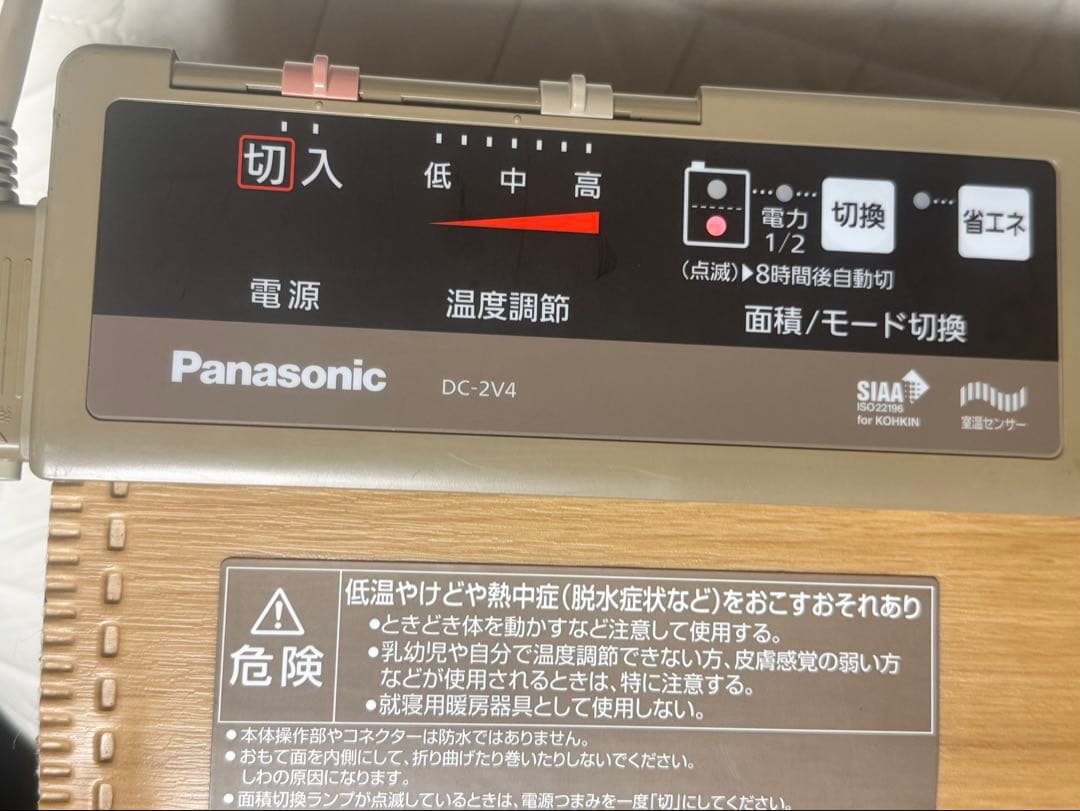 切 入
低 中 高
電力
1/2
切換
省エネ
(点滅)▶8時間後自動切
電源
温度調節
面積/モード切換
Panasonic
DC-2V4
SIAA
ISO22196
for KOHKIN
室温センサー
危険
低温やけどや熱中症(脱水症状など)をおこすおそれあり
●ときどき体を動かすなど注意して使用する。
●乳幼児や自分で温度調節できない方、皮膚感覚の弱い方
などが使用されるときは、特に注意する。
●就寝用暖房器具として使用しない。
●本体操作部やコネクターは防水ではありません。
●おもて面を内側にして、折り曲げたり巻いたりしないでください。
しわの原因になります。
●面積切換ランプが点滅しているときは、電源つまみを一度「切」にしてください。